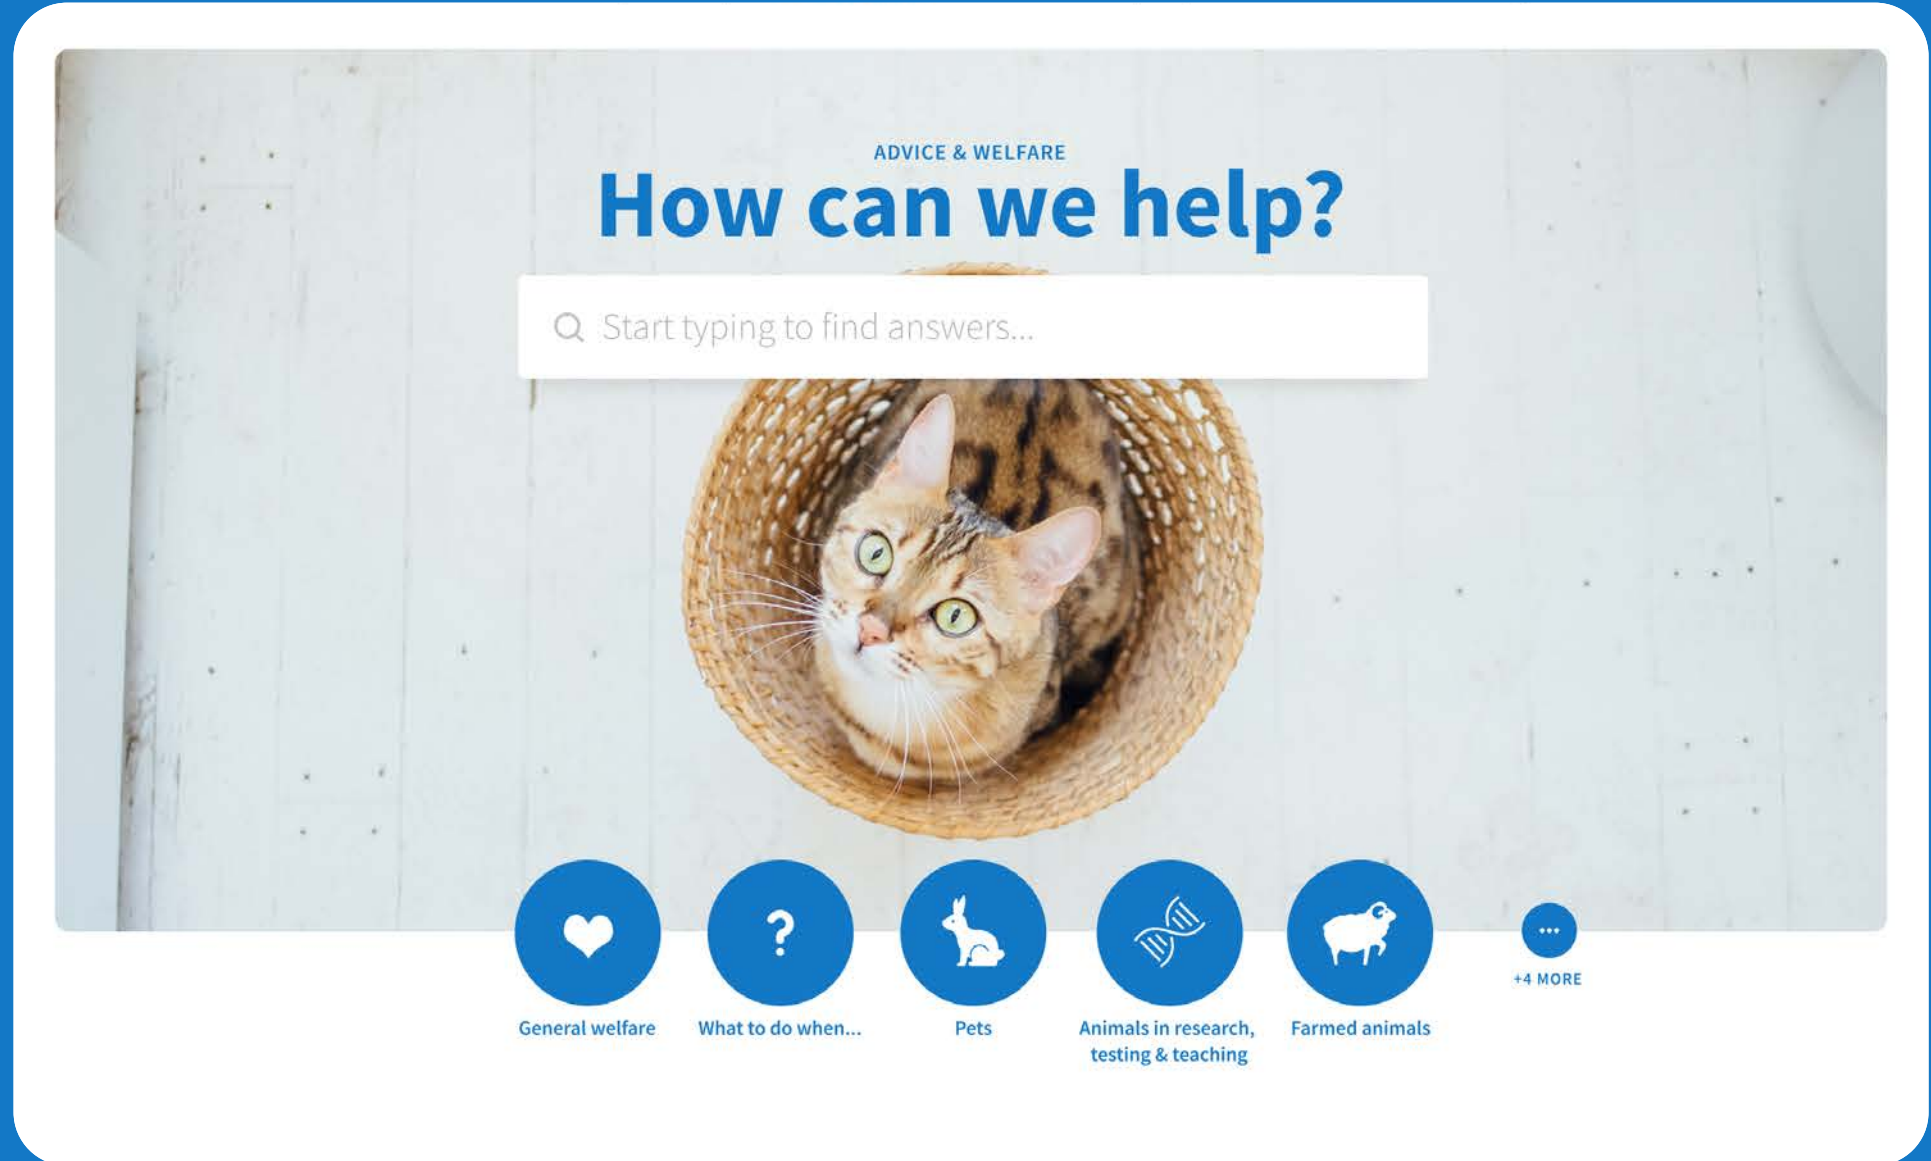 ADVICE & WELFARE
How can we help?
Start typing to find answers...
General welfare
What to do when...
Pets
Animals in research,
testing & teaching
Farmed animals
+4 MORE